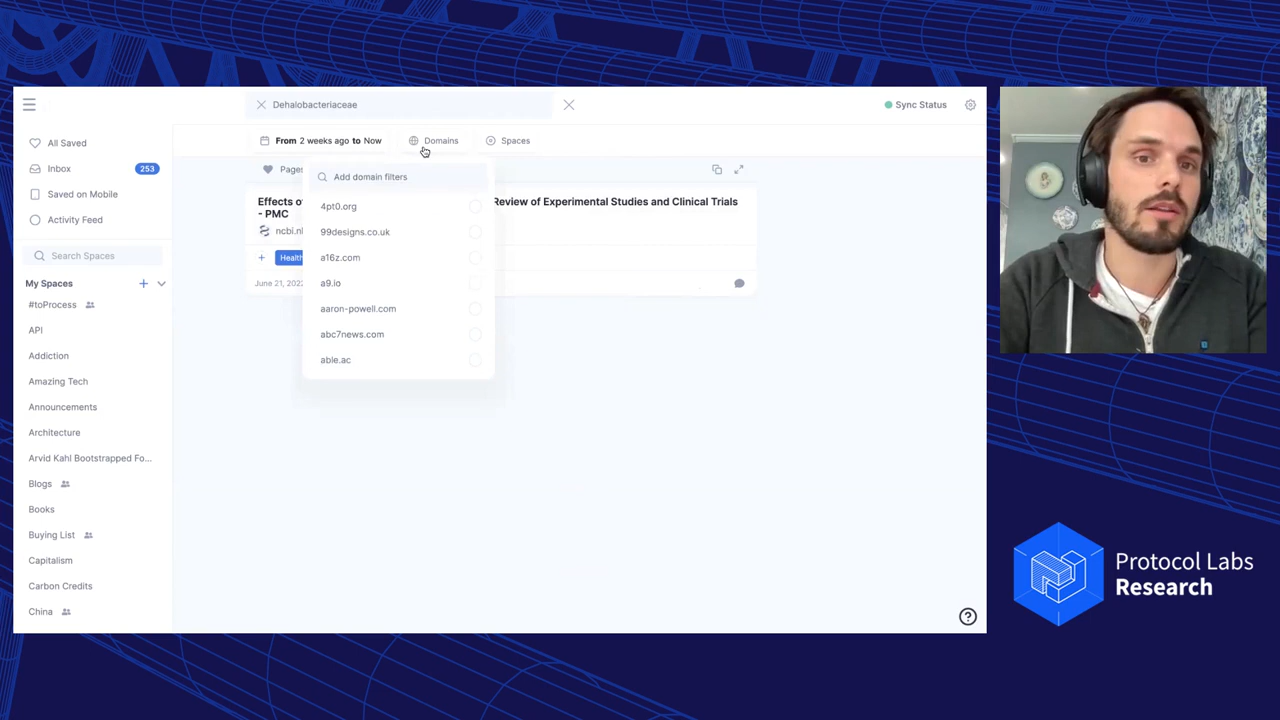 Dehalobacteriaceae
Sync Status
From 2 weeks ago to Now
Domains
Spaces
All Saved
Inbox
253
Saved on Mobile
Activity Feed
Search Spaces
My Spaces
#toProcess
API
Addiction
Amazing Tech
Announcements
Architecture
Arvid Kahl Bootstrapped Fo...
Blogs
Books
Buying List
Capitalism
Carbon Credits
China
Pages
Effects o
Review of Experimental Studies and Clinical Trials
- PMC
ncbi.nl
Health
June 21, 202
Add domain filters
4pt0.org
99designs.co.uk
a16z.com
a9.io
aaron-powell.com
abc7news.com
able.ac
Protocol Labs
Research